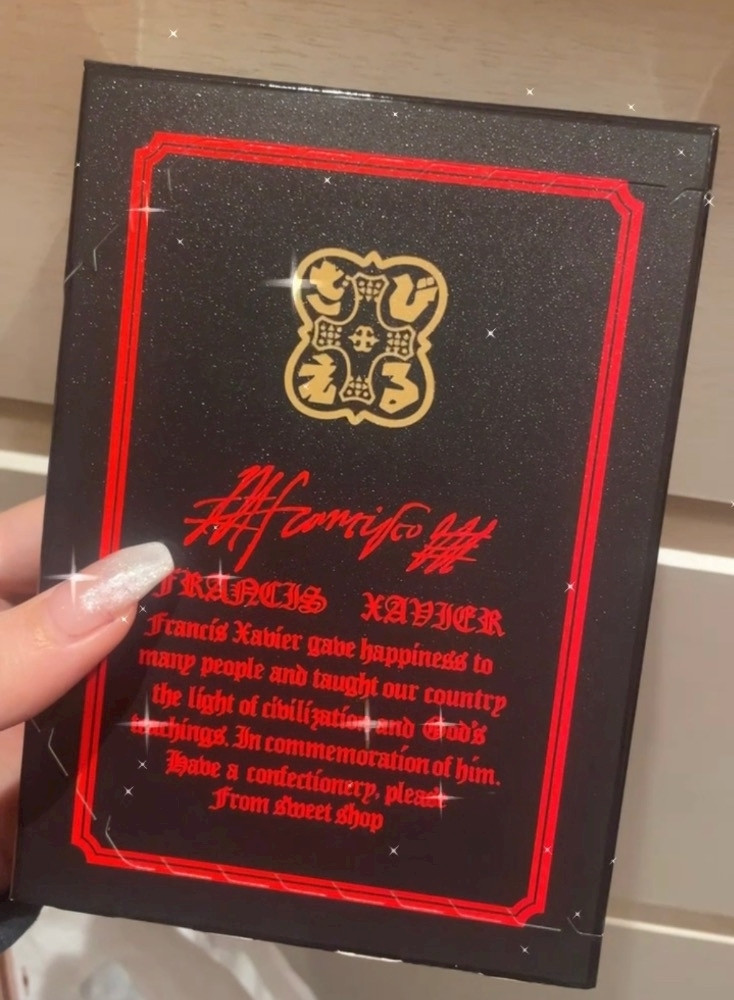 ざびえる
Francisco
FRANCIS XAVIER
Francis Xavier gave happiness to
many people and taught our country
the light of civilization and God's
teachings. In commemoration of him.
Have a confectionery, please
From sweet shop